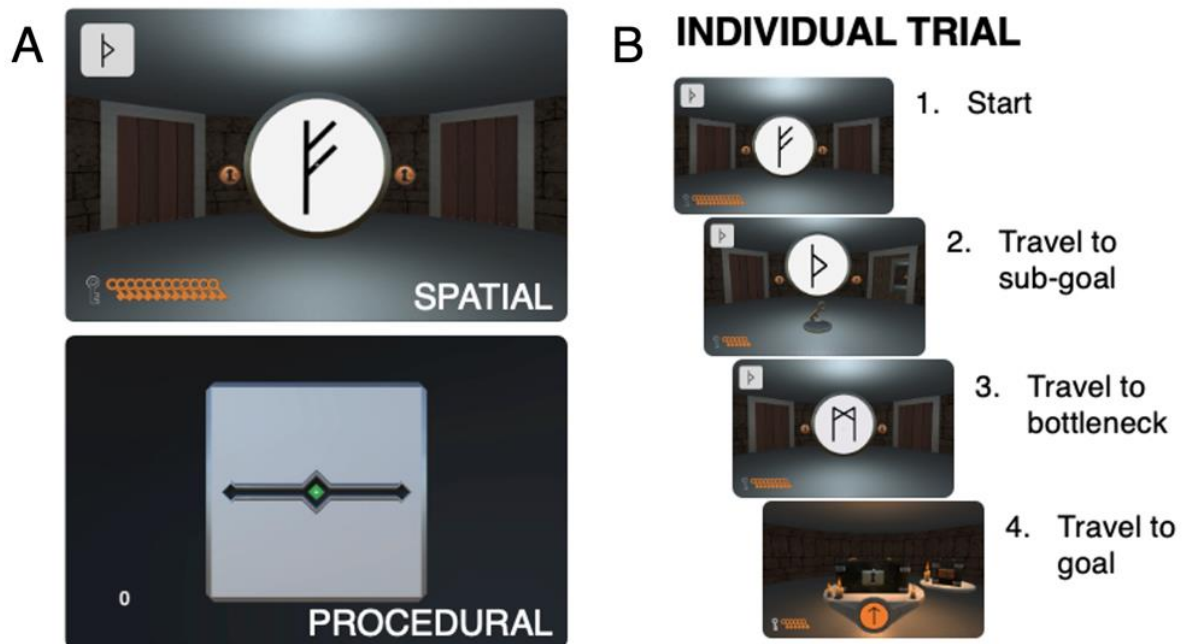 A
ᚦ
ᚠ
SPATIAL
0
PROCEDURAL
B
INDIVIDUAL TRIAL
ᚦ
ᚠ
1. Start
ᚦ
ᚦ
2. Travel to
sub-goal
ᚦ
ᛗ
3. Travel to
bottleneck
↑
4. Travel to
goal